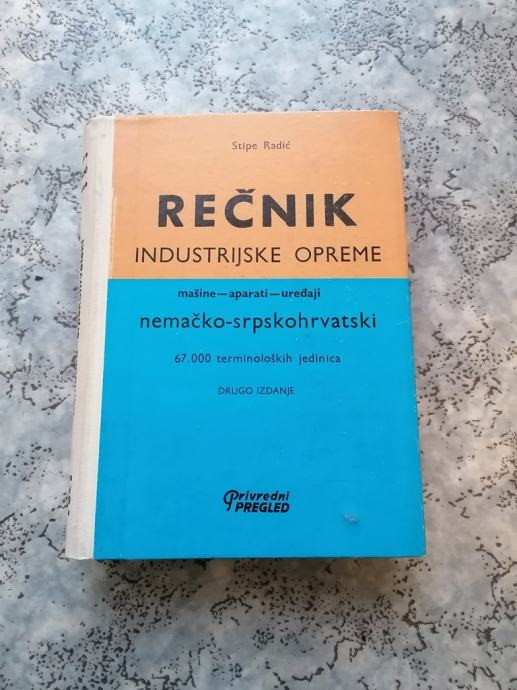 Stipe Radić
REČNIK
INDUSTRIJSKE OPREME
mašine—aparati—uređaji
nemačko-srpskohrvatski
67.000 terminoloških jedinica
DRUGO IZDANJE
Privredni
PREGLED